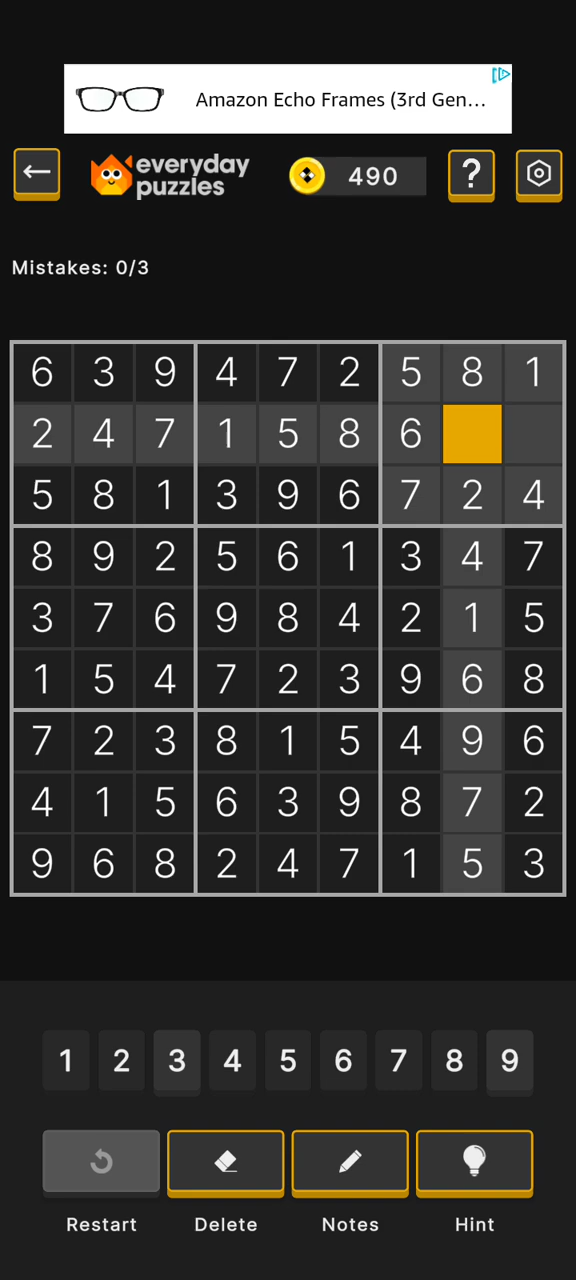 Amazon Echo Frames (3rd Gen...
everyday
puzzles
490
?
Mistakes: 0/3
6 3 9 4 7 2 5 8 1
2 4 7 1 5 8 6
5 8 1 3 9 6 7 2 4
8 9 2 5 6 1 3 4 7
3 7 6 9 8 4 2 1 5
1 5 4 7 2 3 9 6 8
7 2 3 8 1 5 4 9 6
4 1 5 6 3 9 8 7 2
9 6 8 2 4 7 1 5 3
1 2 3 4 5 6 7 8 9
Restart Delete Notes Hint